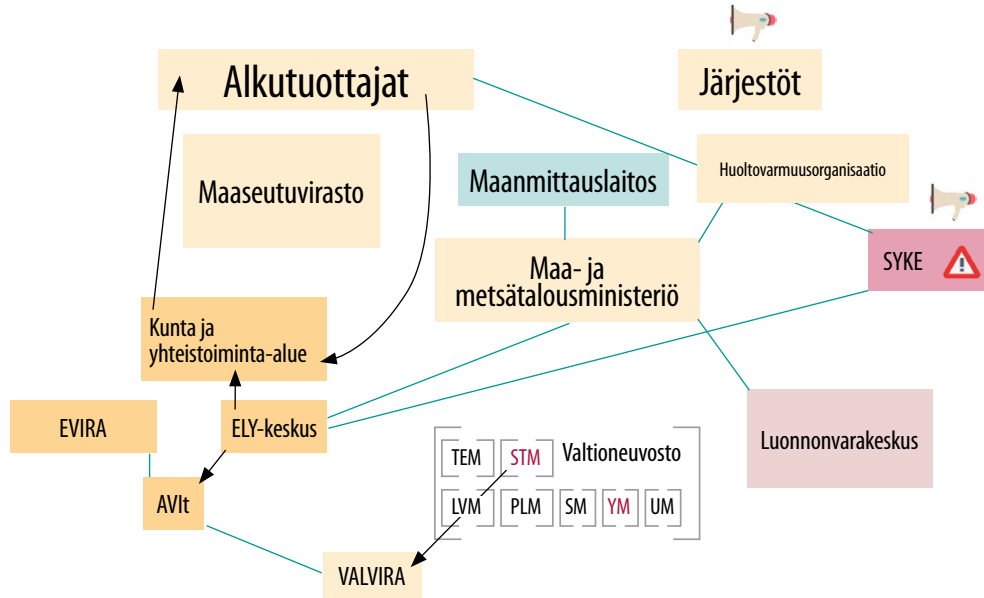 Alkutuottajat
Järjestöt
Maaseutuvirasto
Maanmittauslaitos
Huoltovarmuusorganisaatio
SYKE
Maa- ja
metsätalousministeriö
Kunta ja
yhteistoiminta-alue
EVIRA
ELY-keskus
Luonnonvarakeskus
TEM
STM
Valtioneuvosto
AVIt
LVM
PLM
SM
YM
UM
VALVIRA